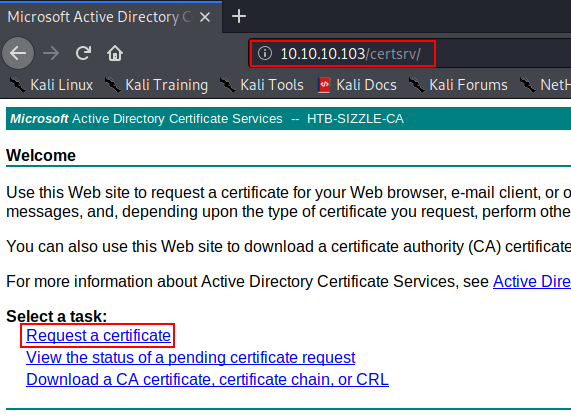 Microsoft Active Directory C
10.10.10.103/certsrv/
Kali Linux Kali Training Kali Tools Kali Docs Kali Forums
Microsoft Active Directory Certificate Services -- HTB-SIZZLE-CA
Welcome
Use this Web site to request a certificate for your Web browser, e-mail client, or o
messages, and, depending upon the type of certificate you request, perform othe
You can also use this Web site to download a certificate authority (CA) certificate
For more information about Active Directory Certificate Services, see Active Dire
Select a task:
Request a certificate
View the status of a pending certificate request
Download a CA certificate, certificate chain, or CRL